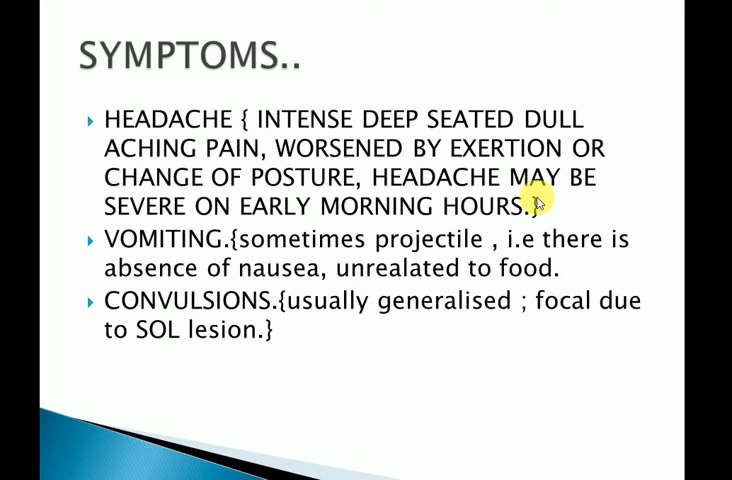 SYMPTOMS..
HEADACHE { INTENSE DEEP SEATED DULL
ACHING PAIN, WORSENED BY EXERTION OR
CHANGE OF POSTURE, HEADACHE MAY BE
SEVERE ON EARLY MORNING HOURS.}
VOMITING.{sometimes projectile , i.e there is
absence of nausea, unrealated to food.
CONVULSIONS.{usually generalised ; focal due
to SOL lesion.}